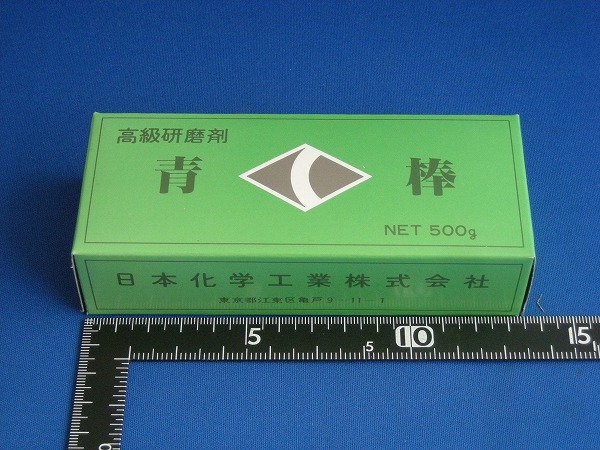 高級研磨剤
青 棒
NET 500g
日本化学工業株式会社
東京都江東区亀戸9-11-1
5 10 15
5
5